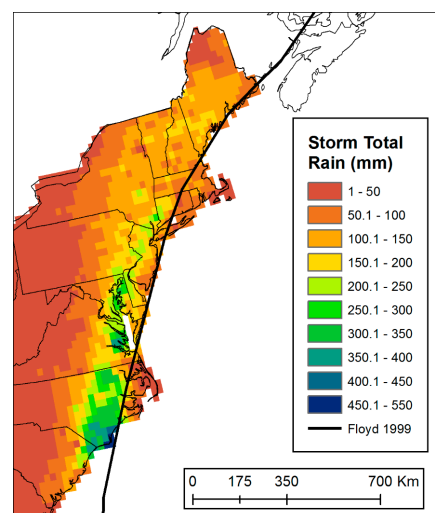 Storm Total
Rain (mm)
1 - 50
50.1 - 100
100.1 - 150
150.1 - 200
200.1 - 250
250.1 - 300
300.1 - 350
350.1 - 400
400.1 - 450
450.1 - 550
Floyd 1999
0 175 350 700 Km